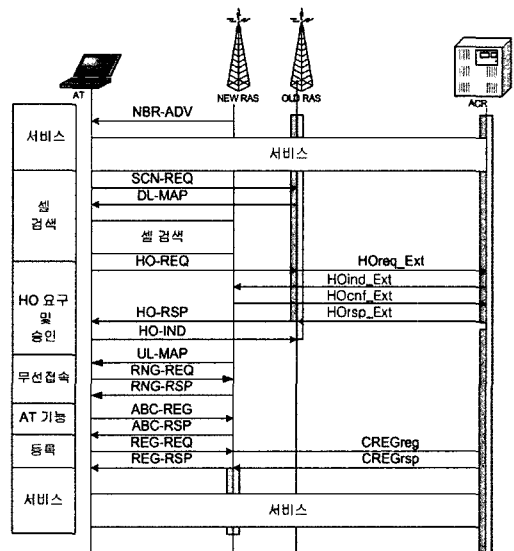 AT
NEW RAS
OLD RAS
ACR
NBR-ADV
서비스
서비스
SCN-REQ
DL-MAP
셀
검색
셀 검색
HO-REQ
HOreq_Ext
HOind_Ext
HOcnf_Ext
HO 요구
및
승인
HO-RSP
HOrsp_Ext
HO-IND
UL-MAP
무선접속
RNG-REQ
RNG-RSP
AT 기능
ABC-REG
ABC-RSP
등록
REG-REQ
CREGreg
REG-RSP
CREGrsp
서비스
서비스